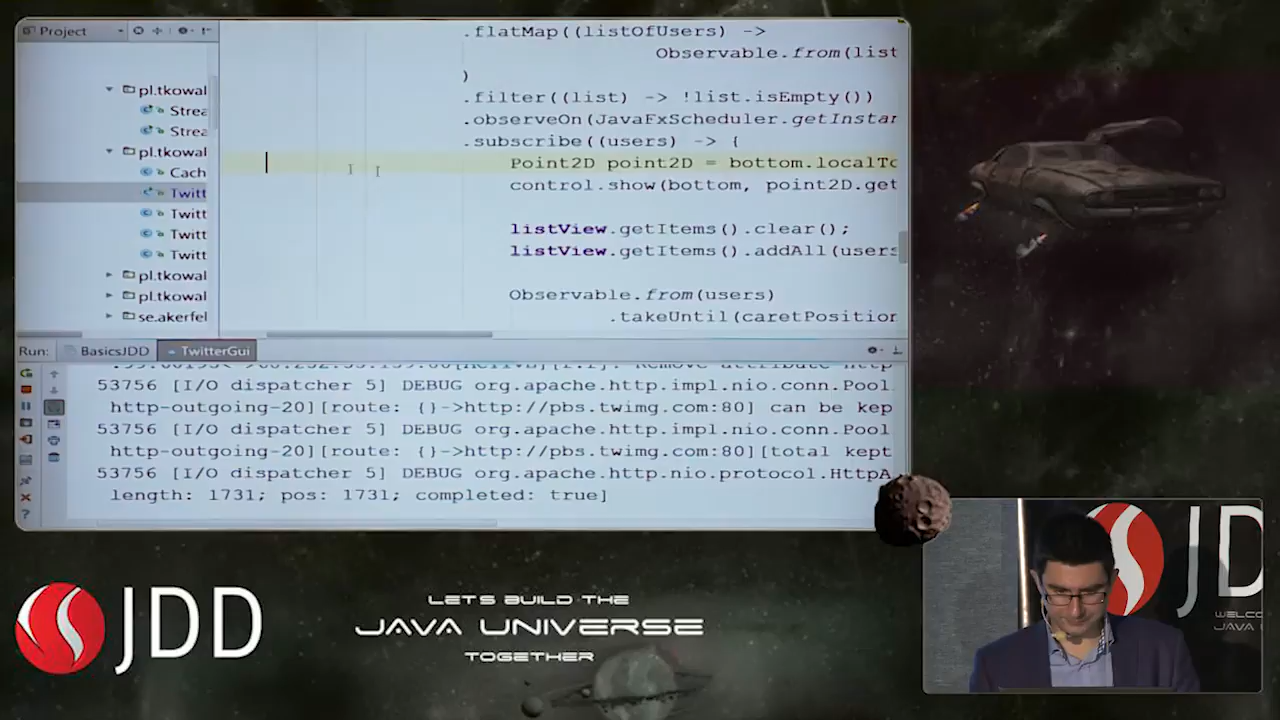 Project
pl.tkowal
Strea
Strea
pl.tkowal
Cach
Twitt
Twitt
Twitt
Twitt
pl.tkowal
pl.tkowal
se.akerfel
.flatMap((listOfUsers) ->
Observable.from(list
)
.filter((list) -> !list.isEmpty())
.observeOn(JavaFxScheduler.getInstan
.subscribe((users) -> {
Point2D point2D = bottom.localTo
control.show(bottom, point2D.get
listView.getItems().clear();
listView.getItems().addAll(users
Observable.from(users)
.takeUntil(caretPosition
Run: BasicsJDD TwitterGui
53756 [I/O dispatcher 5] DEBUG org.apache.http.impl.nio.conn.Pool
http-outgoing-20][route: {}->http://pbs.twimg.com:80] can be kep
53756 [I/O dispatcher 5] DEBUG org.apache.http.impl.nio.conn.Pool
http-outgoing-20][route: {}->http://pbs.twimg.com:80][total kept
53756 [I/O dispatcher 5] DEBUG org.apache.http.nio.protocol.HttpA
length: 1731; pos: 1731; completed: true]
JDD
LET'S BUILD THE
JAVA UNIVERSE
TOGETHER
JD
WELCO
JAVA